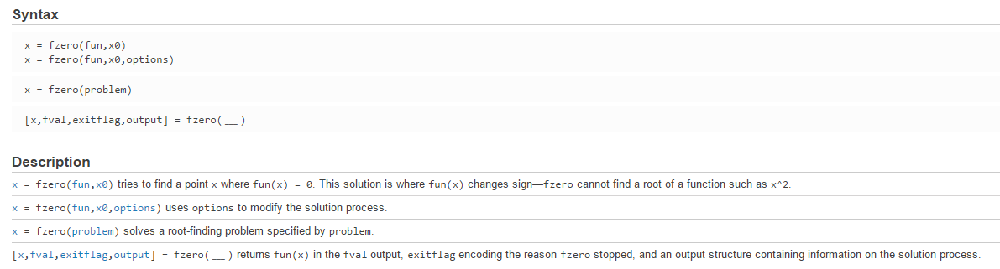 Syntax
x = fzero(fun,x0)
x = fzero(fun,x0,options)
x = fzero(problem)
[x,fval,exitflag,output] = fzero(__)
Description
x = fzero(fun,x0) tries to find a point x where fun(x) = 0. This solution is where fun(x) changes sign—fzero cannot find a root of a function such as x^2.
x = fzero(fun,x0,options) uses options to modify the solution process.
x = fzero(problem) solves a root-finding problem specified by problem.
[x,fval,exitflag,output] = fzero(__) returns fun(x) in the fval output, exitflag encoding the reason fzero stopped, and an output structure containing information on the solution process.